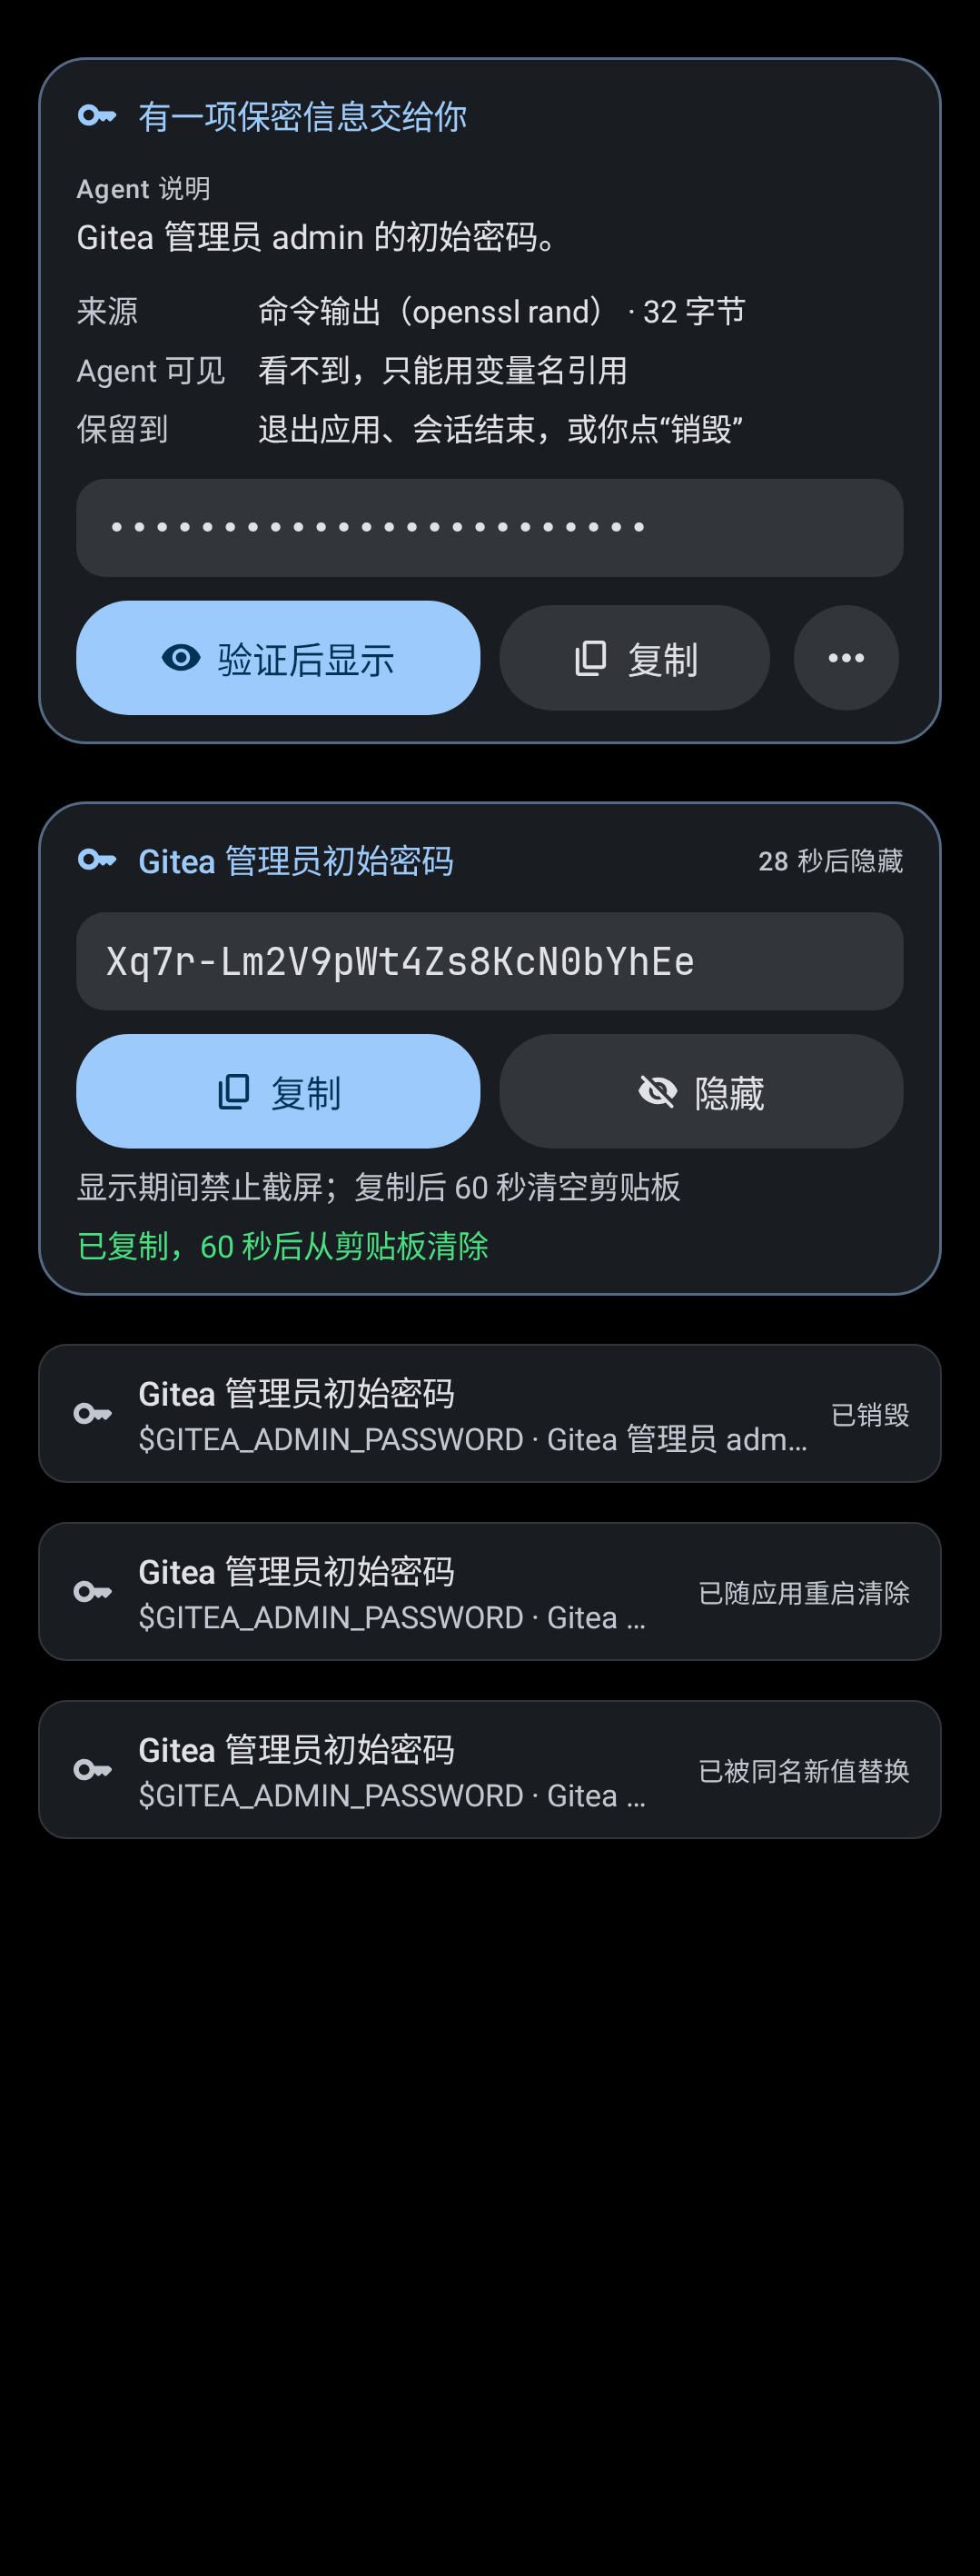 有一项保密信息交给你
Agent 说明
Gitea 管理员 admin 的初始密码。
来源 命令输出（openssl rand） · 32 字节
Agent 可见 看不到，只能用变量名引用
保留到 退出应用、会话结束，或你点“销毁”
••••••••••••••••••••••••
验证后显示 复制 •••
Gitea 管理员初始密码 28 秒后隐藏
Xq7r-Lm2V9pWt4Zs8KcN0bYhEe
复制 隐藏
显示期间禁止截屏；复制后 60 秒清空剪贴板
已复制，60 秒后从剪贴板清除
Gitea 管理员初始密码
$GITEA_ADMIN_PASSWORD · Gitea 管理员 adm…
已销毁
Gitea 管理员初始密码
$GITEA_ADMIN_PASSWORD · Gitea …
已随应用重启清除
Gitea 管理员初始密码
$GITEA_ADMIN_PASSWORD · Gitea …
已被同名新值替换